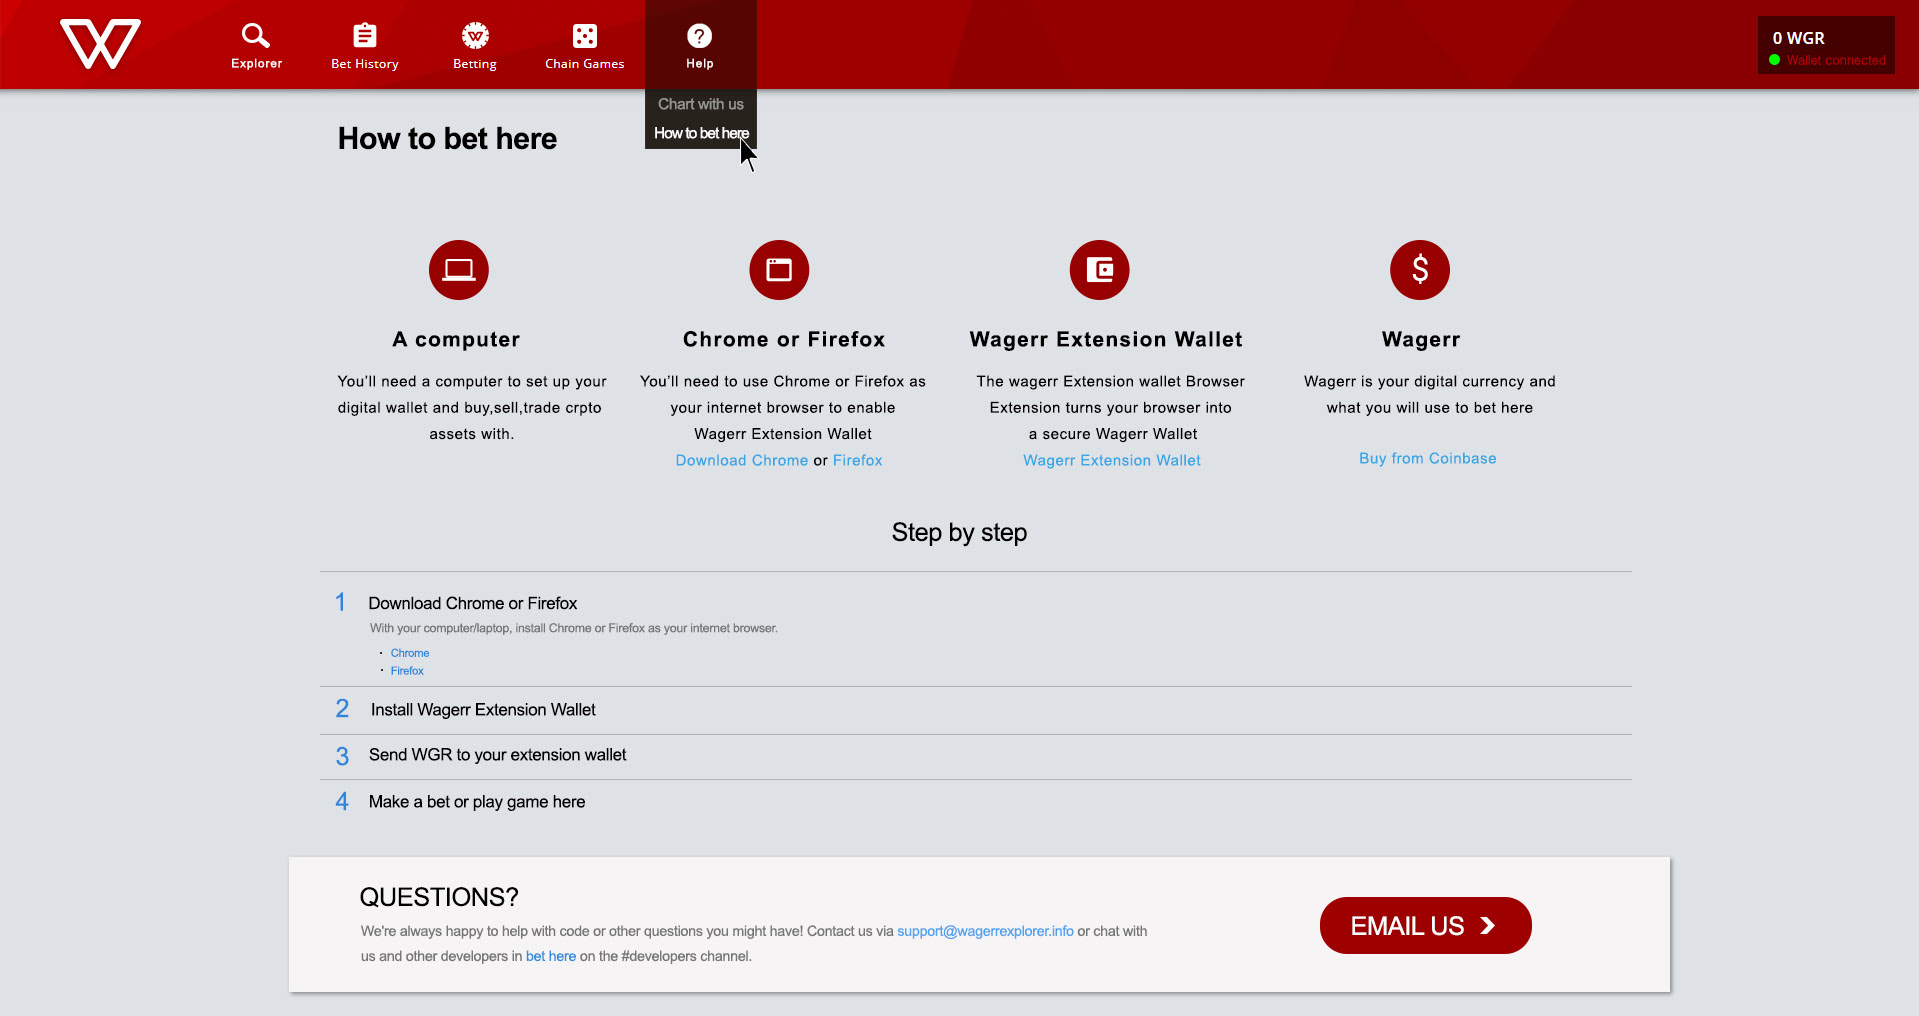 Explorer
Bet History
Betting
Chain Games
Help
0 WGR
Wallet connected
Chart with us
How to bet here
How to bet here
A computer
You'll need a computer to set up your
digital wallet and buy,sell,trade crpto
assets with.
Chrome or Firefox
You'll need to use Chrome or Firefox as
your internet browser to enable
Wagerr Extension Wallet
Download Chrome or Firefox
Wagerr Extension Wallet
The wagerr Extension wallet Browser
Extension turns your browser into
a secure Wagerr Wallet
Wagerr Extension Wallet
Wagerr
Wagerr is your digital currency and
what you will use to bet here
Buy from Coinbase
Step by step
1 Download Chrome or Firefox
With your computer/laptop, install Chrome or Firefox as your internet browser.
· Chrome
· Firefox
2 Install Wagerr Extension Wallet
3 Send WGR to your extension wallet
4 Make a bet or play game here
QUESTIONS?
We're always happy to help with code or other questions you might have! Contact us via support@wagerrexplorer.info or chat with
us and other developers in bet here on the #developers channel.
EMAIL US